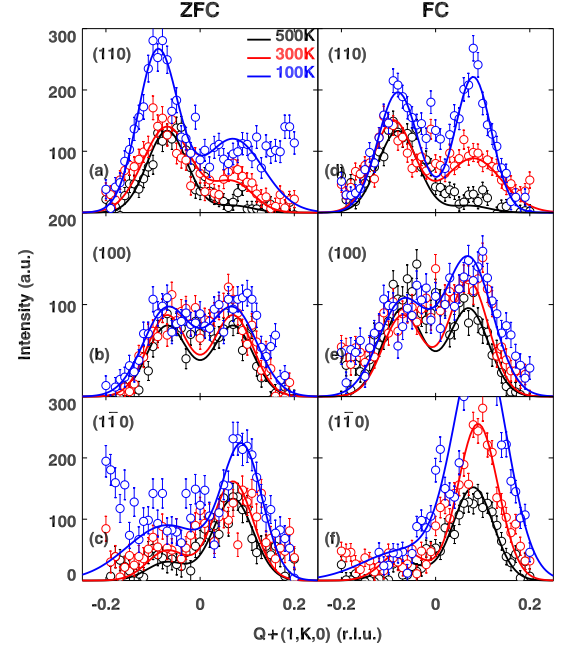 ZFC FC
300 (110) 500K (110)
300K
100K
200
100
(a) (d)
200 (100) (100)
100
(b) (e)
300 (11̄0) (11̄0)
200
100
(c) (f)
0
-0.2 0 0.2 -0.2 0 0.2
Intensity (a.u.)
Q+(1,K,0) (r.l.u.)